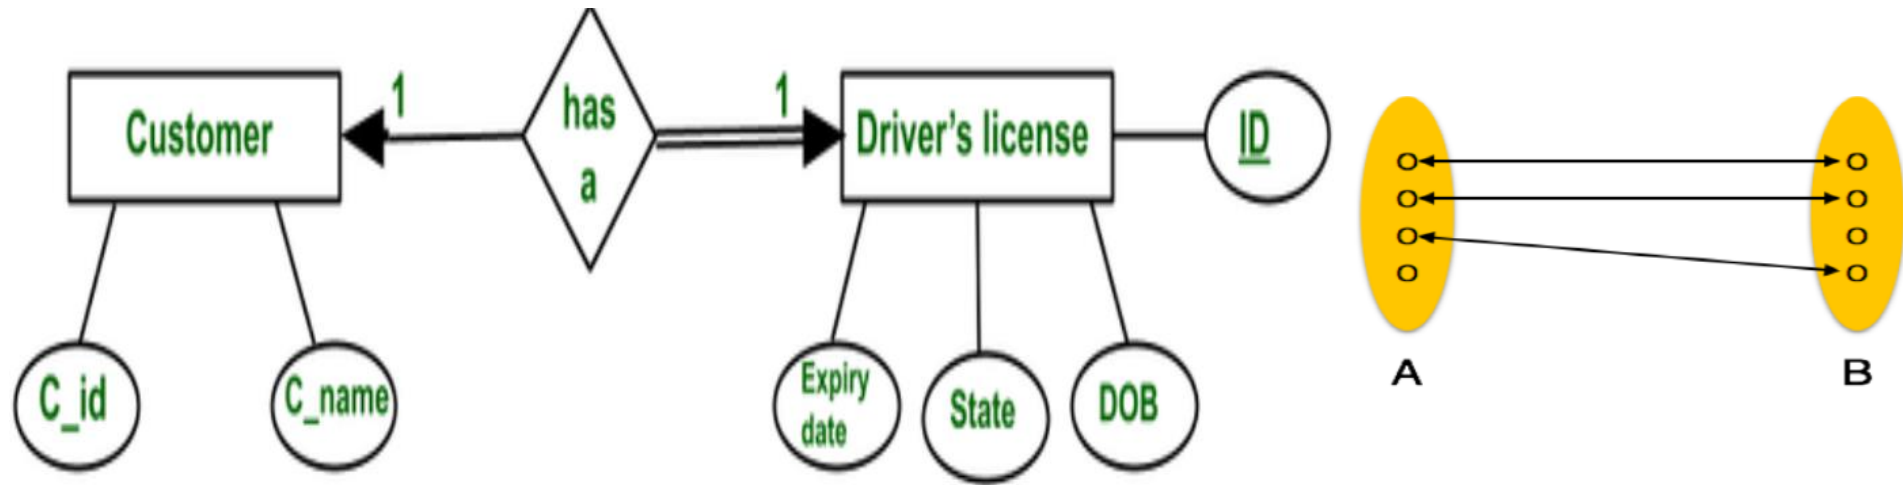 Customer
1
has
a
1
Driver's license
ID
C_id
C_name
Expiry
date
State
DOB
A
B